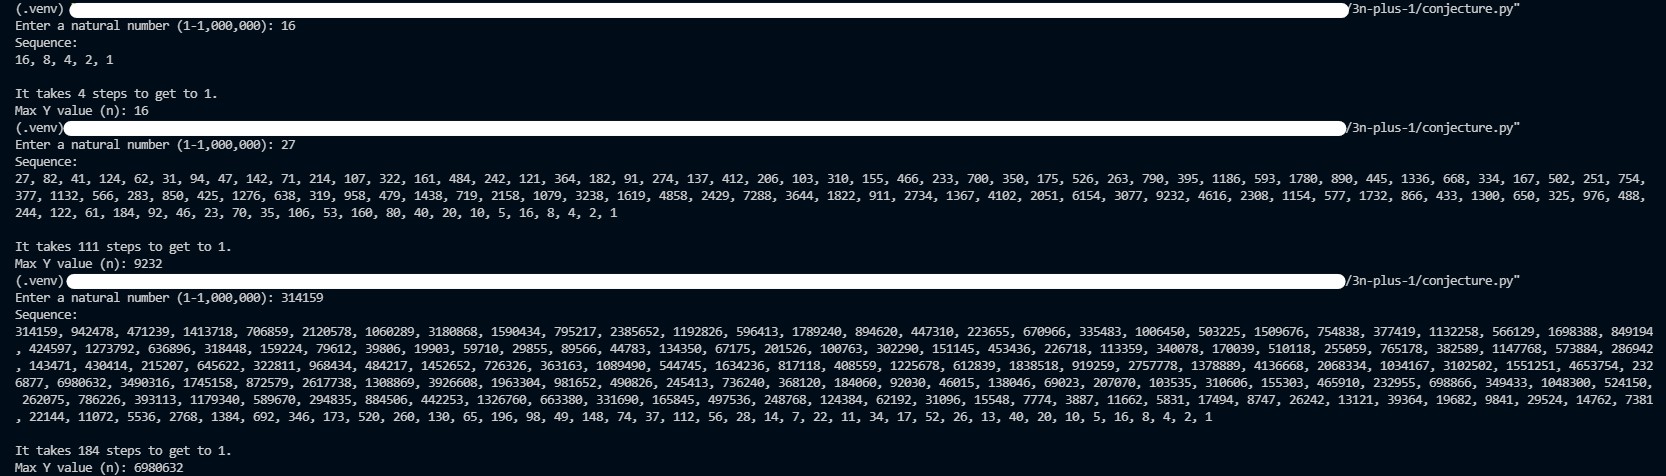 (.venv) /3n-plus-1/conjecture.py"
Enter a natural number (1-1,000,000): 16
Sequence:
16, 8, 4, 2, 1
It takes 4 steps to get to 1.
Max Y value (n): 16
(.venv) /3n-plus-1/conjecture.py"
Enter a natural number (1-1,000,000): 27
Sequence:
27, 82, 41, 124, 62, 31, 94, 47, 142, 71, 214, 107, 322, 161, 484, 242, 121, 364, 182, 91, 274, 137, 412, 206, 103, 310, 155, 466, 233, 700, 350, 175, 526, 263, 790, 395, 1186, 593, 1780, 890, 445, 1336, 668, 334, 167, 502, 251, 754,
377, 1132, 566, 283, 850, 425, 1276, 638, 319, 958, 479, 1438, 719, 2158, 1079, 3238, 1619, 4858, 2429, 7288, 3644, 1822, 911, 2734, 1367, 4102, 2051, 6154, 3077, 9232, 4616, 2308, 1154, 577, 1732, 866, 433, 1300, 650, 325, 976, 488,
244, 122, 61, 184, 92, 46, 23, 70, 35, 106, 53, 160, 80, 40, 20, 10, 5, 16, 8, 4, 2, 1
It takes 111 steps to get to 1.
Max Y value (n): 9232
(.venv) /3n-plus-1/conjecture.py"
Enter a natural number (1-1,000,000): 314159
Sequence:
314159, 942478, 471239, 1413718, 706859, 2120578, 1060289, 3180868, 1590434, 795217, 2385652, 1192826, 596413, 1789240, 894620, 447310, 223655, 670966, 335483, 1006450, 503225, 1509676, 754838, 377419, 1132258, 566129, 1698388, 849194
, 424597, 1273792, 636896, 318448, 159224, 79612, 39806, 19903, 59710, 29855, 89566, 44783, 134350, 67175, 201526, 100763, 302290, 151145, 453436, 226718, 113359, 340078, 170039, 510118, 255059, 765178, 382589, 1147768, 573884, 286942
, 143471, 430414, 215207, 645622, 322811, 968434, 484217, 1452652, 726326, 363163, 1089490, 544745, 1634236, 817118, 408559, 1225678, 612839, 1838518, 919259, 2757778, 1378889, 4136668, 2068334, 1034167, 3102502, 1551251, 4653754, 232
6877, 6980632, 3490316, 1745158, 872579, 2617738, 1308869, 3926608, 1963304, 981652, 490826, 245413, 736240, 368120, 184060, 92030, 46015, 138046, 69023, 207070, 103535, 310606, 155303, 465910, 232955, 698866, 349433, 1048300, 524150,
262075, 786226, 393113, 1179340, 589670, 294835, 884506, 442253, 1326760, 663380, 331690, 165845, 497536, 248768, 124384, 62192, 31096, 15548, 7774, 3887, 11662, 5831, 17494, 8747, 26242, 13121, 39364, 19682, 9841, 29524, 14762, 7381
, 22144, 11072, 5536, 2768, 1384, 692, 346, 173, 520, 260, 130, 65, 196, 98, 49, 148, 74, 37, 112, 56, 28, 14, 7, 22, 11, 34, 17, 52, 26, 13, 40, 20, 10, 5, 16, 8, 4, 2, 1
It takes 184 steps to get to 1.
Max Y value (n): 6980632